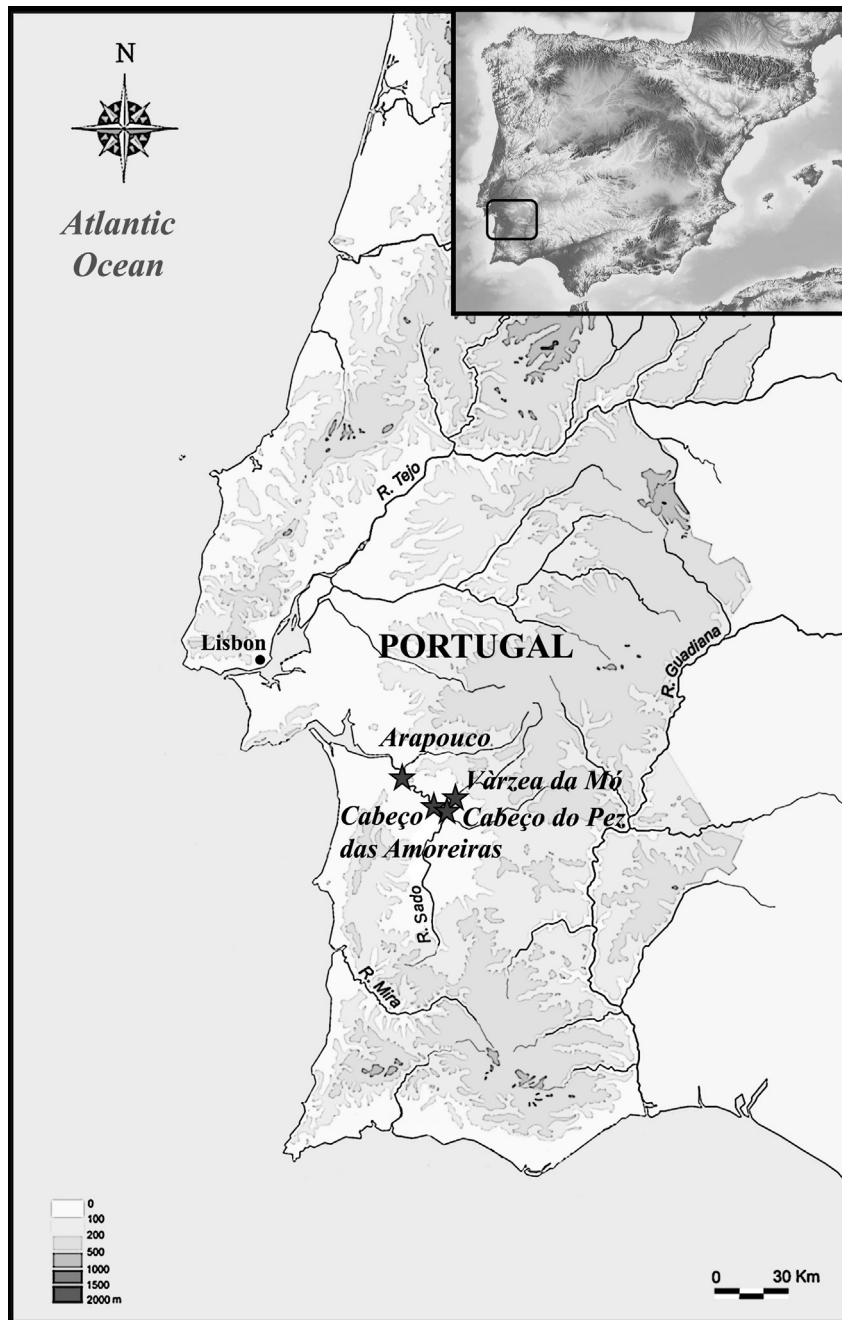 N
Atlantic
Ocean
R. Tejo
Lisbon
PORTUGAL
R. Guadiana
Arapouco
Vàrzea da Mó
Cabeço
das Amoreiras
Cabeço do Pez
R. Sado
R. Mira
0
100
200
500
1000
1500
2000 m
0 30 Km